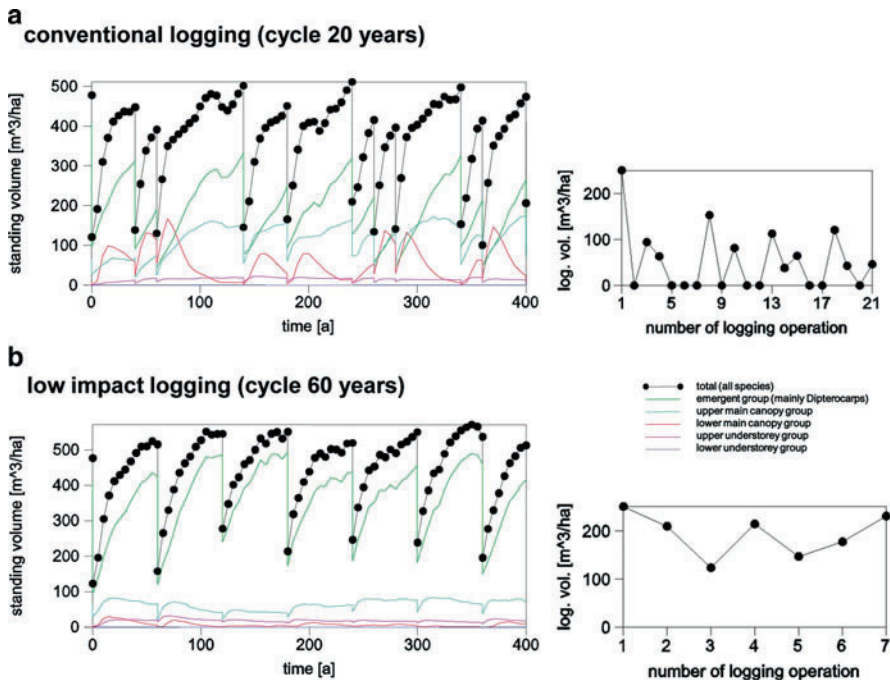 a
conventional logging (cycle 20 years)
standing volume [m^3/ha]
500
400
300
200
100
0
0 100 200 300 400
time [a]
log. vol. [m^3/ha]
200
100
0
1 5 9 13 17 21
number of logging operation
b
low impact logging (cycle 60 years)
standing volume [m^3/ha]
500
400
300
200
100
0
0 100 200 300 400
time [a]
total (all species)
emergent group (mainly Dipterocarps)
upper main canopy group
lower main canopy group
upper understorey group
lower understorey group
log. vol. [m^3/ha]
200
100
0
1 2 3 4 5 6 7
number of logging operation